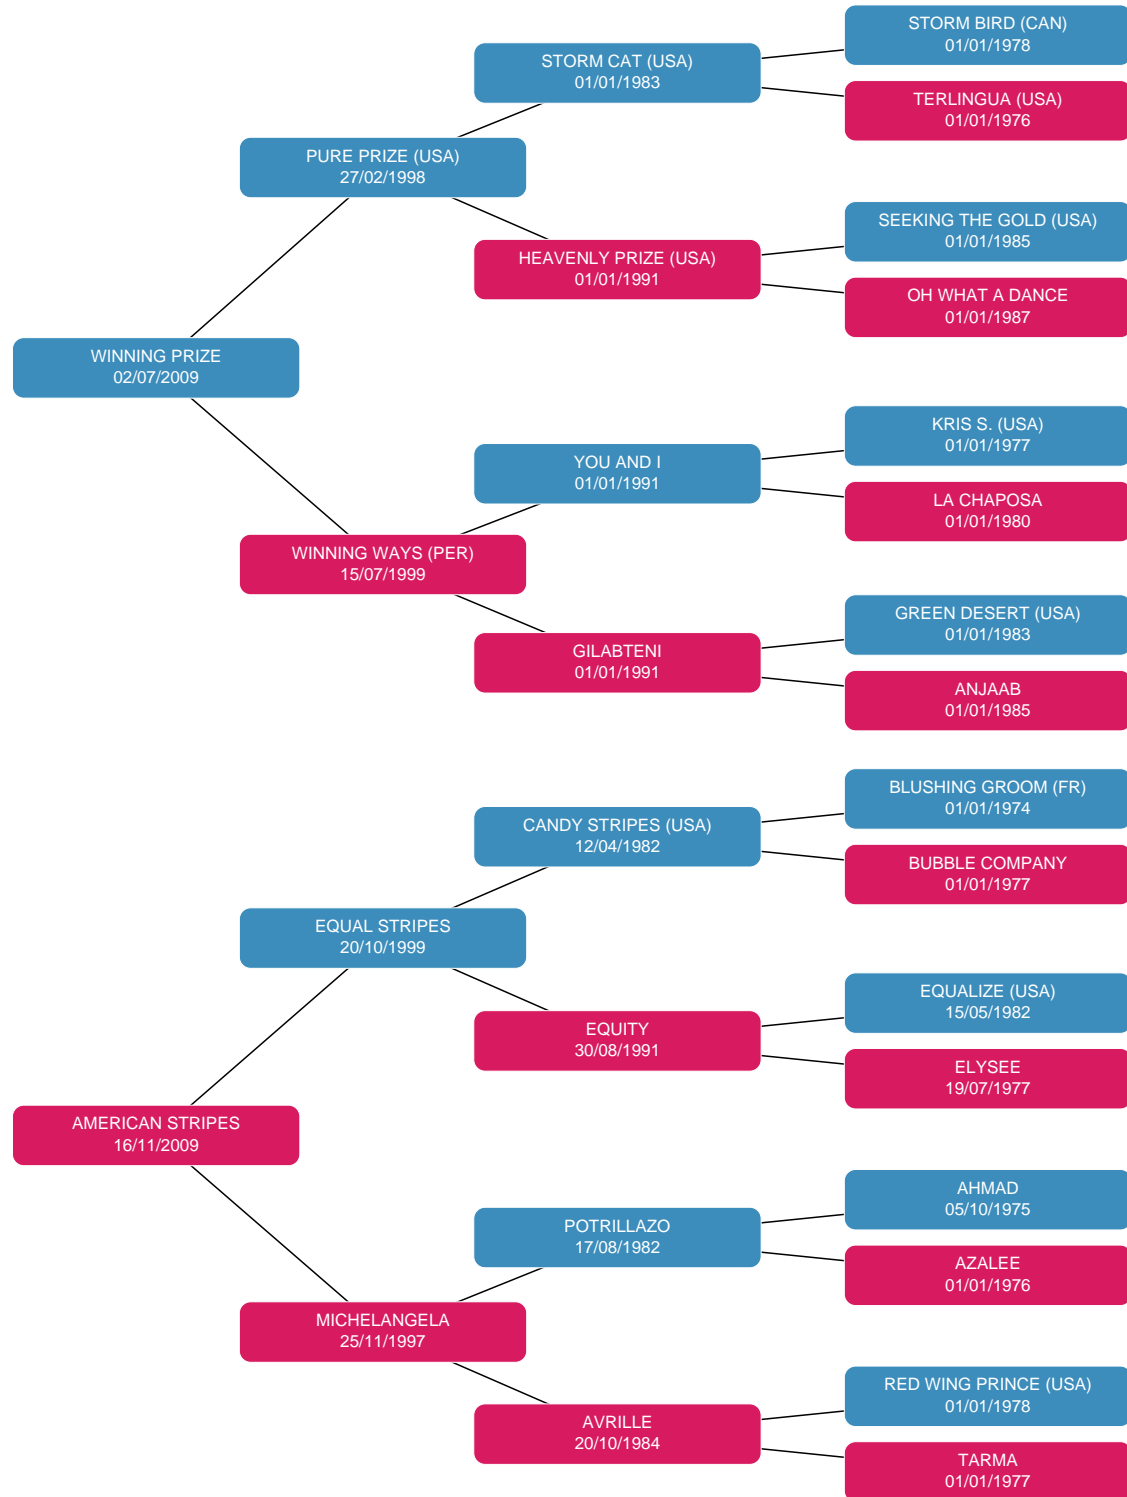 STORM BIRD (CAN)
01/01/1978
STORM CAT (USA)
01/01/1983
TERLINGUA (USA)
01/01/1976
PURE PRIZE (USA)
27/02/1998
SEEKING THE GOLD (USA)
01/01/1985
HEAVENLY PRIZE (USA)
01/01/1991
OH WHAT A DANCE
01/01/1987
WINNING PRIZE
02/07/2009
KRIS S. (USA)
01/01/1977
YOU AND I
01/01/1991
LA CHAPOSA
01/01/1980
WINNING WAYS (PER)
15/07/1999
GREEN DESERT (USA)
01/01/1983
GILABTENI
01/01/1991
ANJAAB
01/01/1985
BLUSHING GROOM (FR)
01/01/1974
CANDY STRIPES (USA)
12/04/1982
BUBBLE COMPANY
01/01/1977
EQUAL STRIPES
20/10/1999
EQUALIZE (USA)
15/05/1982
EQUITY
30/08/1991
ELYSEE
19/07/1977
AMERICAN STRIPES
16/11/2009
AHMAD
05/10/1975
POTRILLAZO
17/08/1982
AZALEE
01/01/1976
MICHELANGELA
25/11/1997
RED WING PRINCE (USA)
01/01/1978
AVRILLE
20/10/1984
TARMA
01/01/1977